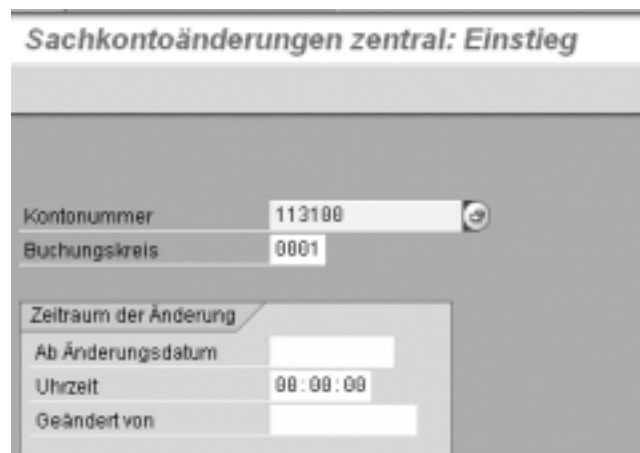 Sachkontoänderungen zentral: Einstieg
Kontonummer 113100
Buchungskreis 0001
Zeitraum der Änderung
Ab Änderungsdatum
Uhrzeit 00:00:00
Geändert von